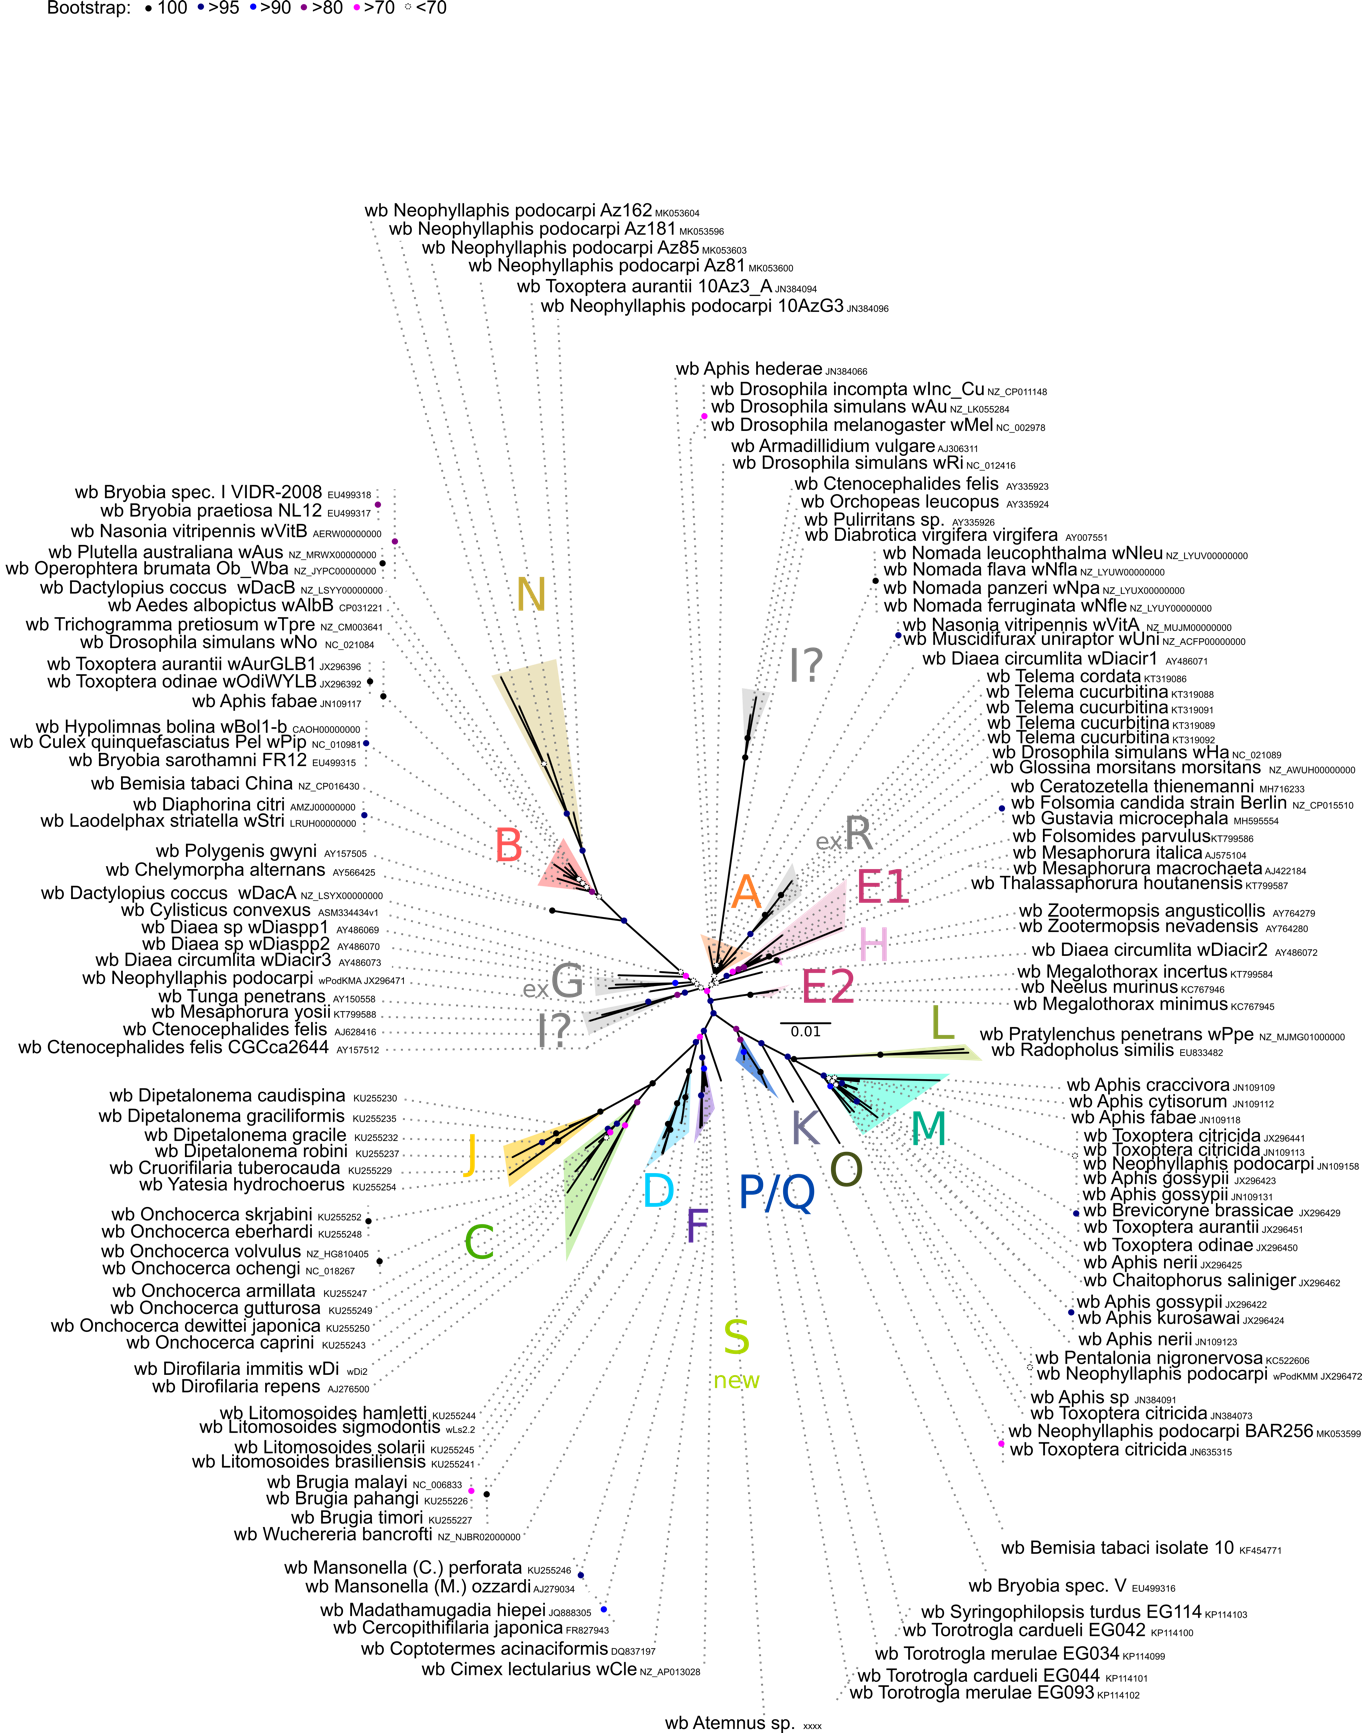 Bootstrap: 100 >95 >90 >80 >70 <70
wb Neophyllaphis podocarpi Az162 MK053604
wb Neophyllaphis podocarpi Az181 MK053596
wb Neophyllaphis podocarpi Az85 MK053603
wb Neophyllaphis podocarpi Az81 MK053600
wb Toxoptera aurantii 10Az3_A JN384094
wb Neophyllaphis podocarpi 10AzG3 JN384096
wb Aphis hederae JN384066
wb Drosophila incompta wInc_Cu NZ_CP011148
wb Drosophila simulans wAu NZ_LK055284
wb Drosophila melanogaster wMel NC_002978
wb Armadillidium vulgare AJ306311
wb Drosophila simulans wRi NC_012416
wb Ctenocephalides felis AY335923
wb Orchopeas leucopus AY335924
wb Pulirritans sp. AY335926
wb Diabrotica virgifera virgifera AY007551
wb Nomada leucophthalma wNleu NZ_LYUV00000000
wb Nomada flava wNfla NZ_LYUW00000000
wb Nomada panzeri wNpa NZ_LYUX00000000
wb Nomada ferruginata wNfle NZ_LYUY00000000
wb Nasonia vitripennis wVitA NZ_MUJM00000000
wb Muscidifurax uniraptor wUni NZ_ACFP00000000
wb Diaea circumlita wDiacir1 AY486071
wb Telema cordata KT319086
wb Telema cucurbitina KT319088
wb Telema cucurbitina KT319091
wb Telema cucurbitina KT319089
wb Telema cucurbitina KT319092
wb Drosophila simulans wHa NC_021089
wb Glossina morsitans morsitans NZ_AWUH00000000
wb Ceratozetella thienemanni MH716233
wb Folsomia candida strain Berlin NZ_CP015510
wb Gustavia microcephala MH595554
wb Folsomides parvulus KT799586
wb Mesaphorura italica AJ575104
wb Mesaphorura macrochaeta AJ422184
wb Thalassaphorura houtanensis KT799587
wb Zootermopsis angusticollis AY764279
wb Zootermopsis nevadensis AY764280
wb Diaea circumlita wDiacir2 AY486072
wb Megalothorax incertus KT799584
wb Neelus murinus KC767946
wb Megalothorax minimus KC767945
wb Pratylenchus penetrans wPpe NZ_MJMG01000000
wb Radopholus similis EU833482
wb Aphis craccivora JN109109
wb Aphis cytisorum JN109112
wb Aphis fabae JN109118
wb Toxoptera citricida JX296441
wb Toxoptera citricida JN109113
wb Neophyllaphis podocarpi JN109158
wb Aphis gossypii JX296423
wb Aphis gossypii JN109131
wb Brevicoryne brassicae JX296429
wb Toxoptera aurantii JX296451
wb Toxoptera odinae JX296450
wb Aphis nerii JX296425
wb Chaitophorus saliniger JX296462
wb Aphis gossypii JX296422
wb Aphis kurosawai JX296424
wb Aphis nerii JN109123
wb Pentalonia nigronervosa KC522606
wb Neophyllaphis podocarpi wPodKMM JX296472
wb Aphis sp JN384091
wb Toxoptera citricida JN384073
wb Neophyllaphis podocarpi BAR256 MK053599
wb Toxoptera citricida JN635315
wb Bemisia tabaci isolate 10 KF454771
wb Bryobia spec. V EU499316
wb Syringophilopsis turdus EG114 KP114103
wb Torotrogla cardueli EG042 KP114100
wb Torotrogla merulae EG034 KP114099
wb Torotrogla cardueli EG044 KP114101
wb Torotrogla merulae EG093 KP114102
wb Atemnus sp. xxxx
wb Bryobia spec. I VIDR-2008 EU499318
wb Bryobia praetiosa NL12 EU499317
wb Nasonia vitripennis wVitB AERW00000000
wb Plutella australiana wAus NZ_MRWX00000000
wb Operophtera brumata Ob_Wba NZ_JYPC00000000
wb Dactylopius coccus wDacB NZ_LSYY00000000
wb Aedes albopictus wAlbB CP031221
wb Trichogramma pretiosum wTpre NZ_CM003641
wb Drosophila simulans wNo NC_021084
wb Toxoptera aurantii wAurGLB1 JX296396
wb Toxoptera odinae wOdiWYLB JX296392
wb Aphis fabae JN109117
wb Hypolimnas bolina wBol1-b CAOH00000000
wb Culex quinquefasciatus Pel wPip NC_010981
wb Bryobia sarothamni FR12 EU499315
wb Bemisia tabaci China NZ_CP016430
wb Diaphorina citri AMZJ00000000
wb Laodelphax striatella wStri LRUH00000000
wb Polygenis gwyni AY157505
wb Chelymorpha alternans AY566425
wb Dactylopius coccus wDacA NZ_LSYX00000000
wb Cylisticus convexus ASM334434v1
wb Diaea sp wDiaspp1 AY486069
wb Diaea sp wDiaspp2 AY486070
wb Diaea circumlita wDiacir3 AY486073
wb Neophyllaphis podocarpi wPodKMA JX296471
wb Tunga penetrans AY150558
wb Mesaphorura yosii KT799588
wb Ctenocephalides felis AJ628416
wb Ctenocephalides felis CGCca2644 AY157512
wb Dipetalonema caudispina KU255230
wb Dipetalonema graciliformis KU255235
wb Dipetalonema gracile KU255232
wb Dipetalonema robini KU255237
wb Cruorifilaria tuberocauda KU255229
wb Yatesia hydrochoerus KU255254
wb Onchocerca skrjabini KU255252
wb Onchocerca eberhardi KU255248
wb Onchocerca volvulus NZ_HG810405
wb Onchocerca ochengi NC_018267
wb Onchocerca armillata KU255247
wb Onchocerca gutturosa KU255249
wb Onchocerca dewittei japonica KU255250
wb Onchocerca caprini KU255243
wb Dirofilaria immitis wDi wDi2
wb Dirofilaria repens AJ276500
wb Litomosoides hamletti KU255244
wb Litomosoides sigmodontis wLs2.2
wb Litomosoides solarii KU255245
wb Litomosoides brasiliensis KU255241
wb Brugia malayi NC_006833
wb Brugia pahangi KU255226
wb Brugia timori KU255227
wb Wuchereria bancrofti NZ_NJBR02000000
wb Mansonella (C.) perforata KU255246
wb Mansonella (M.) ozzardi AJ279034
wb Madathamugadia hiepei JQ888305
wb Cercopithifilaria japonica FR827943
wb Coptotermes acinaciformis DQ837197
wb Cimex lectularius wCle NZ_AP013028
N
I?
B
exR
A
E1
H
exG
E2
I?
0.01
L
K
M
J
O
D
P/Q
F
C
S
new